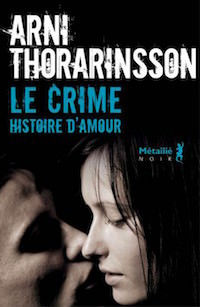 ARNI
THORARINSSON
LE CRIME
HISTOIRE D'AMOUR
Métailié
NOIR